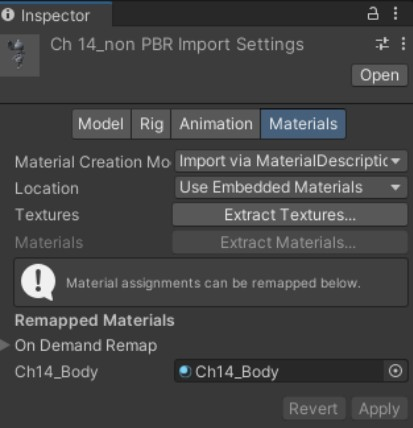 Inspector
Ch 14_non PBR Import Settings
Open
Model Rig Animation Materials
Material Creation Mo Import via MaterialDescriptic
Location Use Embedded Materials
Textures Extract Textures...
Materials Extract Materials...
Material assignments can be remapped below.
Remapped Materials
On Demand Remap
Ch14_Body Ch14_Body
Revert Apply